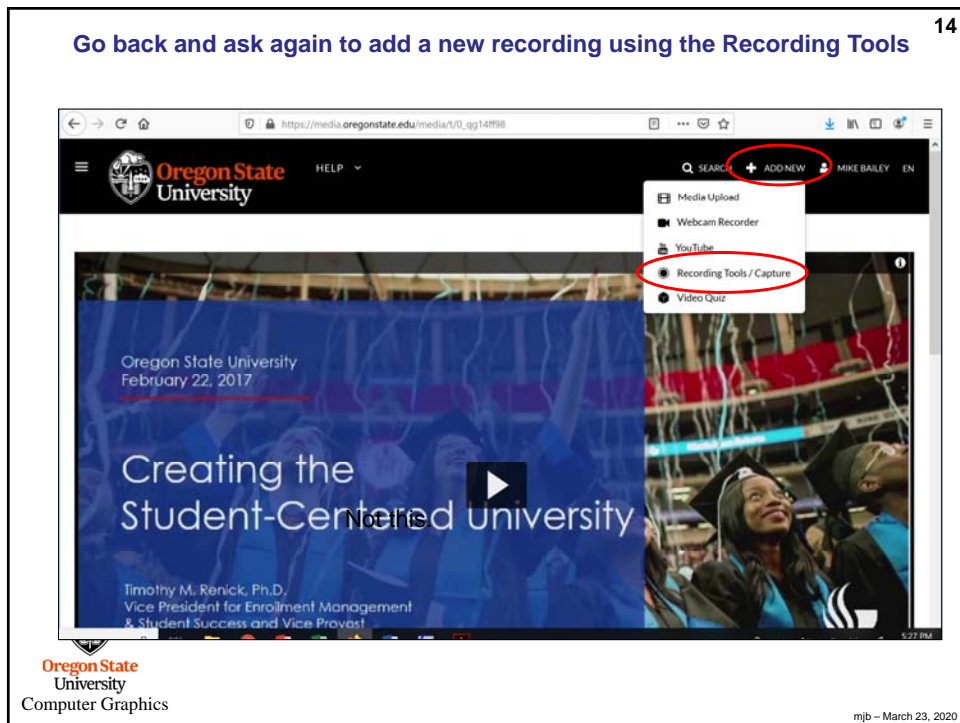 14
Go back and ask again to add a new recording using the Recording Tools
https://media.oregonstate.edu/media/t/0_qg14ff98
Oregon State
University
HELP
SEARCH
ADD NEW
MIKE BAILEY
EN
Media Upload
Webcam Recorder
YouTube
Recording Tools / Capture
Video Quiz
Oregon State University
February 22, 2017
Creating the
Student-Centered University
Not this.
Timothy M. Renick, Ph.D.
Vice President for Enrollment Management
& Student Success and Vice Provost
5:27 PM
Oregon State
University
Computer Graphics
mjb – March 23, 2020